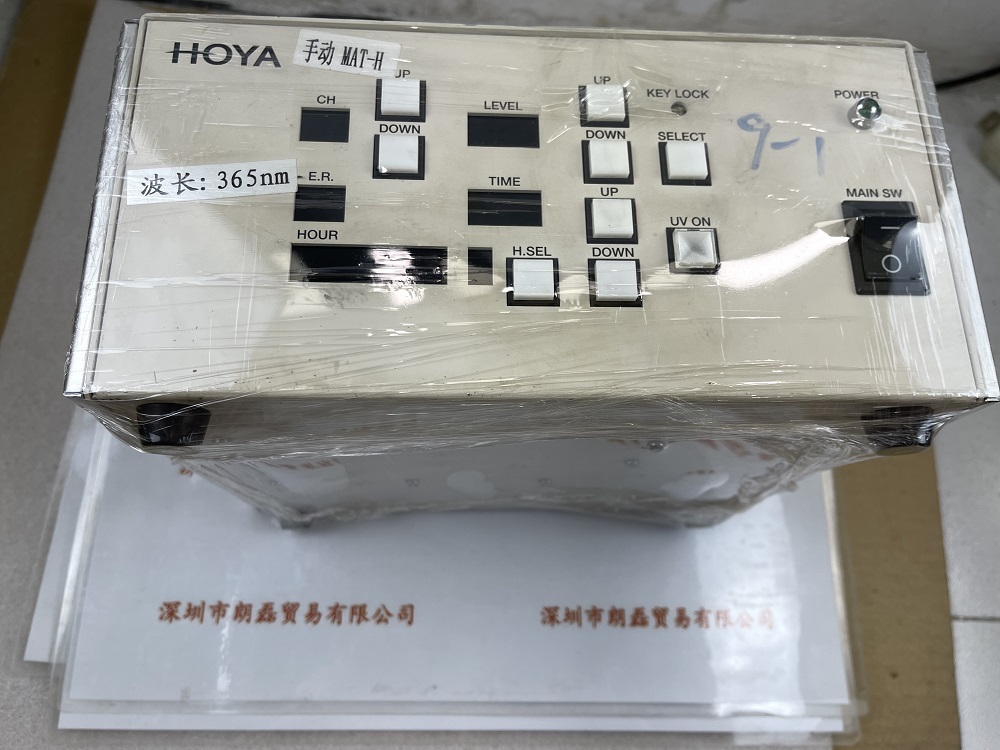 HOYA
手动 MAT-H
UP
UP
KEY LOCK
POWER
CH
LEVEL
DOWN
DOWN
SELECT
9-1
波长: 365nm
E.R.
TIME
UP
MAIN SW
UV ON
HOUR
H.SEL
DOWN
深圳市朗磊贸易有限公司
深圳市朗磊贸易有限公司